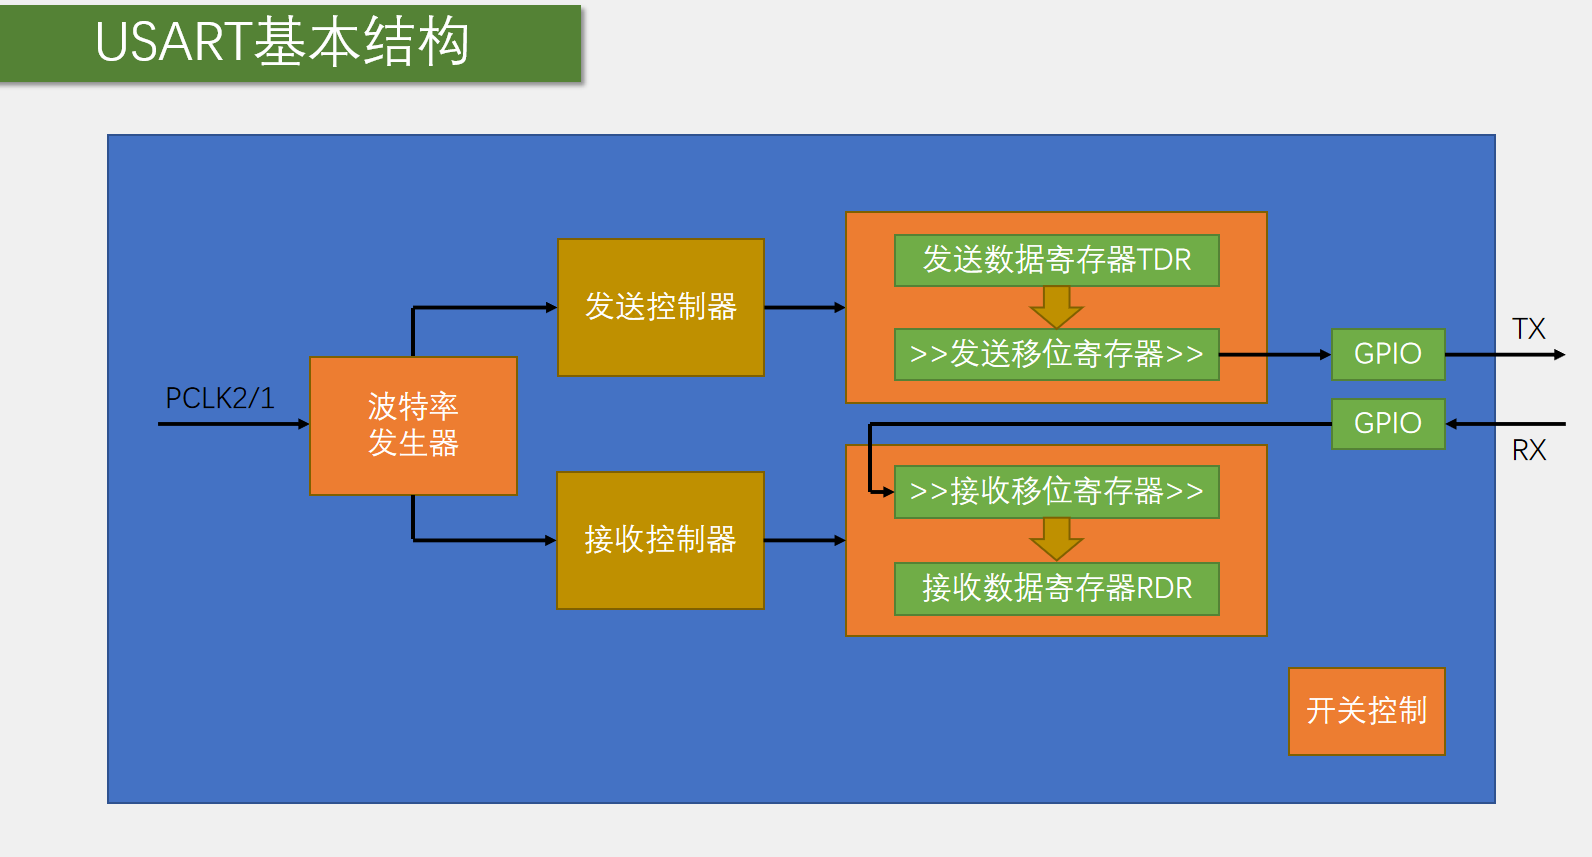 USART基本结构
PCLK2/1
波特率
发生器
发送控制器
接收控制器
发送数据寄存器TDR
>>发送移位寄存器>>
GPIO
TX
GPIO
RX
>>接收移位寄存器>>
接收数据寄存器RDR
开关控制